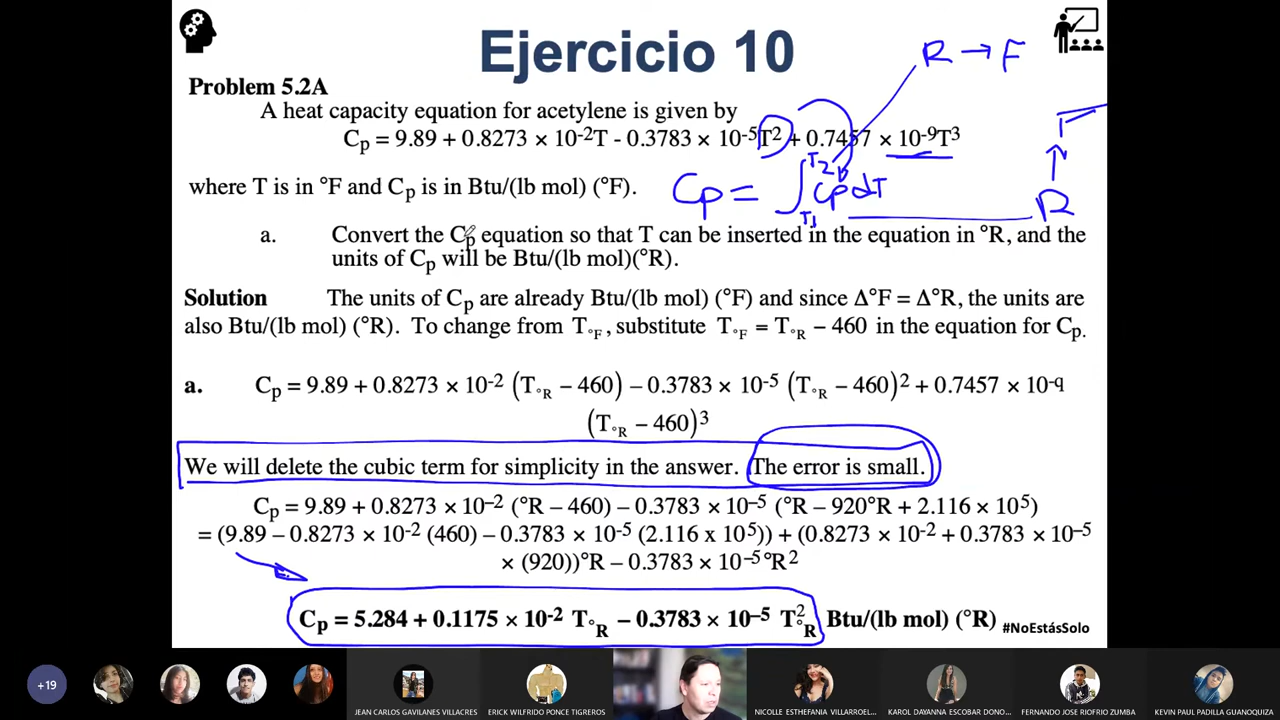 Ejercicio 10
R → F
Problem 5.2A
A heat capacity equation for acetylene is given by
Cp = 9.89 + 0.8273 × 10-2T - 0.3783 × 10-5T2 + 0.7457 × 10-9T3
where T is in °F and Cp is in Btu/(lb mol) (°F).
Cp = ∫T1T2 Cp dT
R
a. Convert the Cp equation so that T can be inserted in the equation in °R, and the
units of Cp will be Btu/(lb mol)(°R).
Solution The units of Cp are already Btu/(lb mol) (°F) and since Δ°F = Δ°R, the units are
also Btu/(lb mol) (°R). To change from T°F, substitute T°F = T°R – 460 in the equation for Cp.
a. Cp = 9.89 + 0.8273 × 10-2 (T°R – 460) – 0.3783 × 10-5 (T°R – 460)2 + 0.7457 × 10-q
(T°R – 460)3
We will delete the cubic term for simplicity in the answer. The error is small.
Cp = 9.89 + 0.8273 × 10–2 (°R – 460) – 0.3783 × 10–5 (°R – 920°R + 2.116 × 105)
= (9.89 – 0.8273 × 10-2 (460) – 0.3783 × 10-5 (2.116 x 105)) + (0.8273 × 10-2 + 0.3783 × 10–5
× (920))°R – 0.3783 × 10–5 °R2
Cp = 5.284 + 0.1175 × 10-2 T°R – 0.3783 × 10–5 T2°R Btu/(lb mol) (°R)
#NoEstásSolo
+19
JEAN CARLOS GAVILANES VILLACRES
ERICK WILFRIDO PONCE TIGREROS
NICOLLE ESTHEFANIA VILLARROEL...
KAROL DAYANNA ESCOBAR DONO...
FERNANDO JOSE RIOFRIO ZUMBA
KEVIN PAUL PADILLA GUANOQUIZA